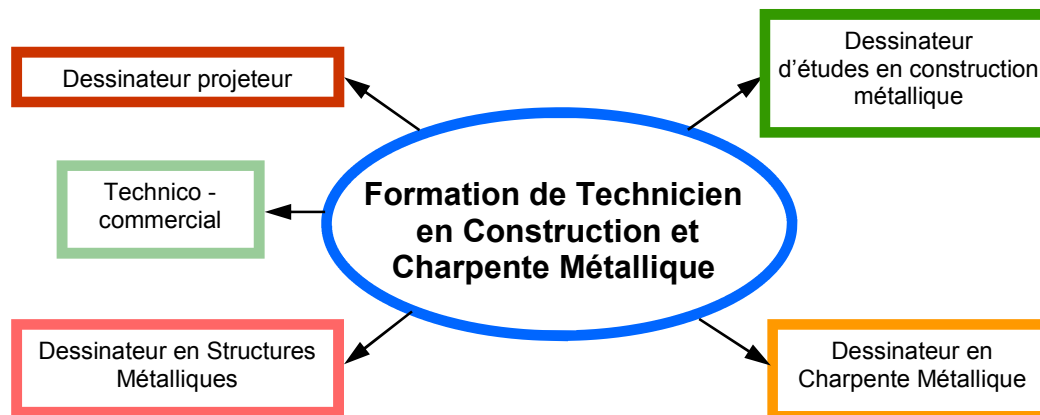 Dessinateur projeteur
Dessinateur
d’études en construction
métallique
Technico -
commercial
Formation de Technicien
en Construction et
Charpente Métallique
Dessinateur en Structures
Métalliques
Dessinateur en
Charpente Métallique